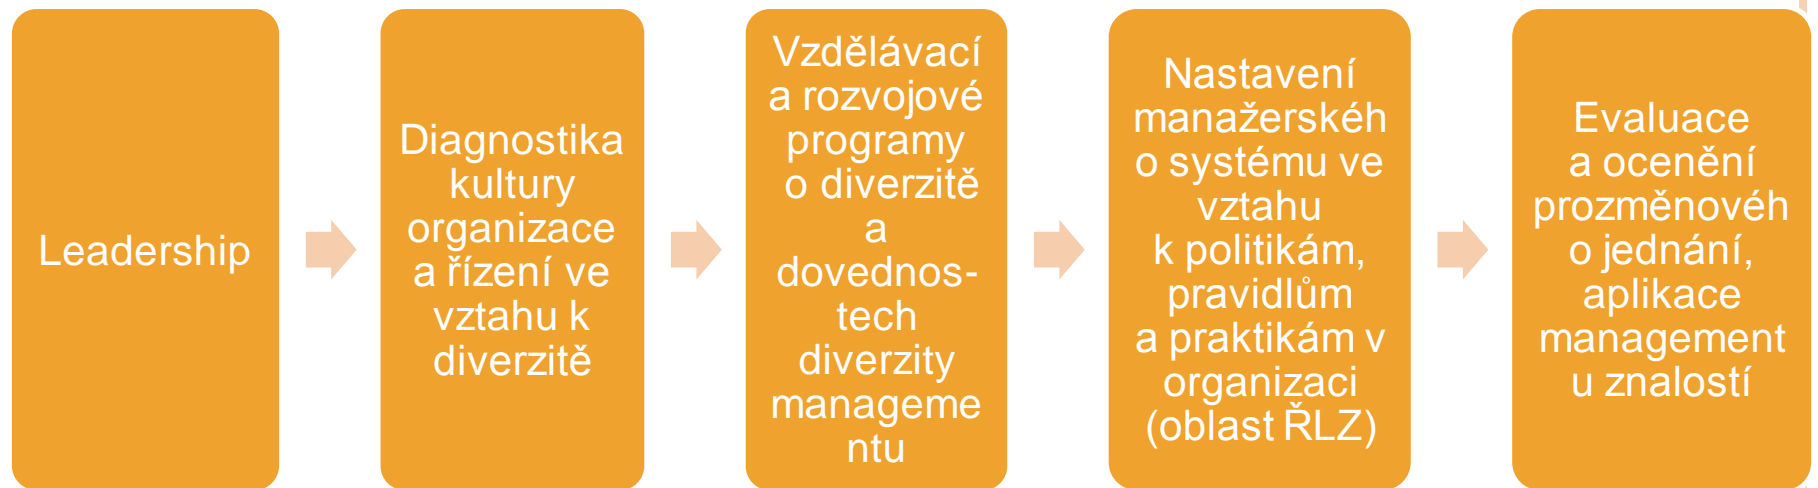 Leadership
Diagnostika
kultury
organizace
a řízení ve
vztahu k
diverzitě
Vzdělávací
a rozvojové
programy
o diverzitě
a
dovednos-
tech
diverzity
manageme
ntu
Nastavení
manažerskéh
o systému ve
vztahu
k politikám,
pravidlům
a praktikám v
organizaci
(oblast ŘLZ)
Evaluace
a ocenění
prozměnovéh
o jednání,
aplikace
management
u znalostí